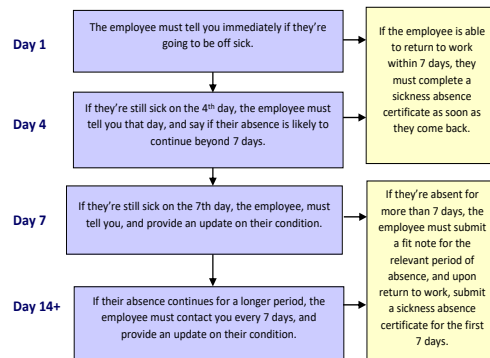 Day 1
The employee must tell you immediately if they're
going to be off sick.
If the employee is able
to return to work
within 7 days, they
must complete a
sickness absence
certificate as soon as
they come back.
Day 4
If they're still sick on the 4th day, the employee must
tell you that day, and say if their absence is likely to
continue beyond 7 days.
Day 7
If they're still sick on the 7th day, the employee, must
tell you, and provide an update on their condition.
If they're absent for
more than 7 days, the
employee must submit
a fit note for the
relevant period of
absence, and upon
return to work, submit
a sickness absence
certificate for the first
7 days.
Day 14+
If their absence continues for a longer period, the
employee must contact you every 7 days, and
provide an update on their condition.